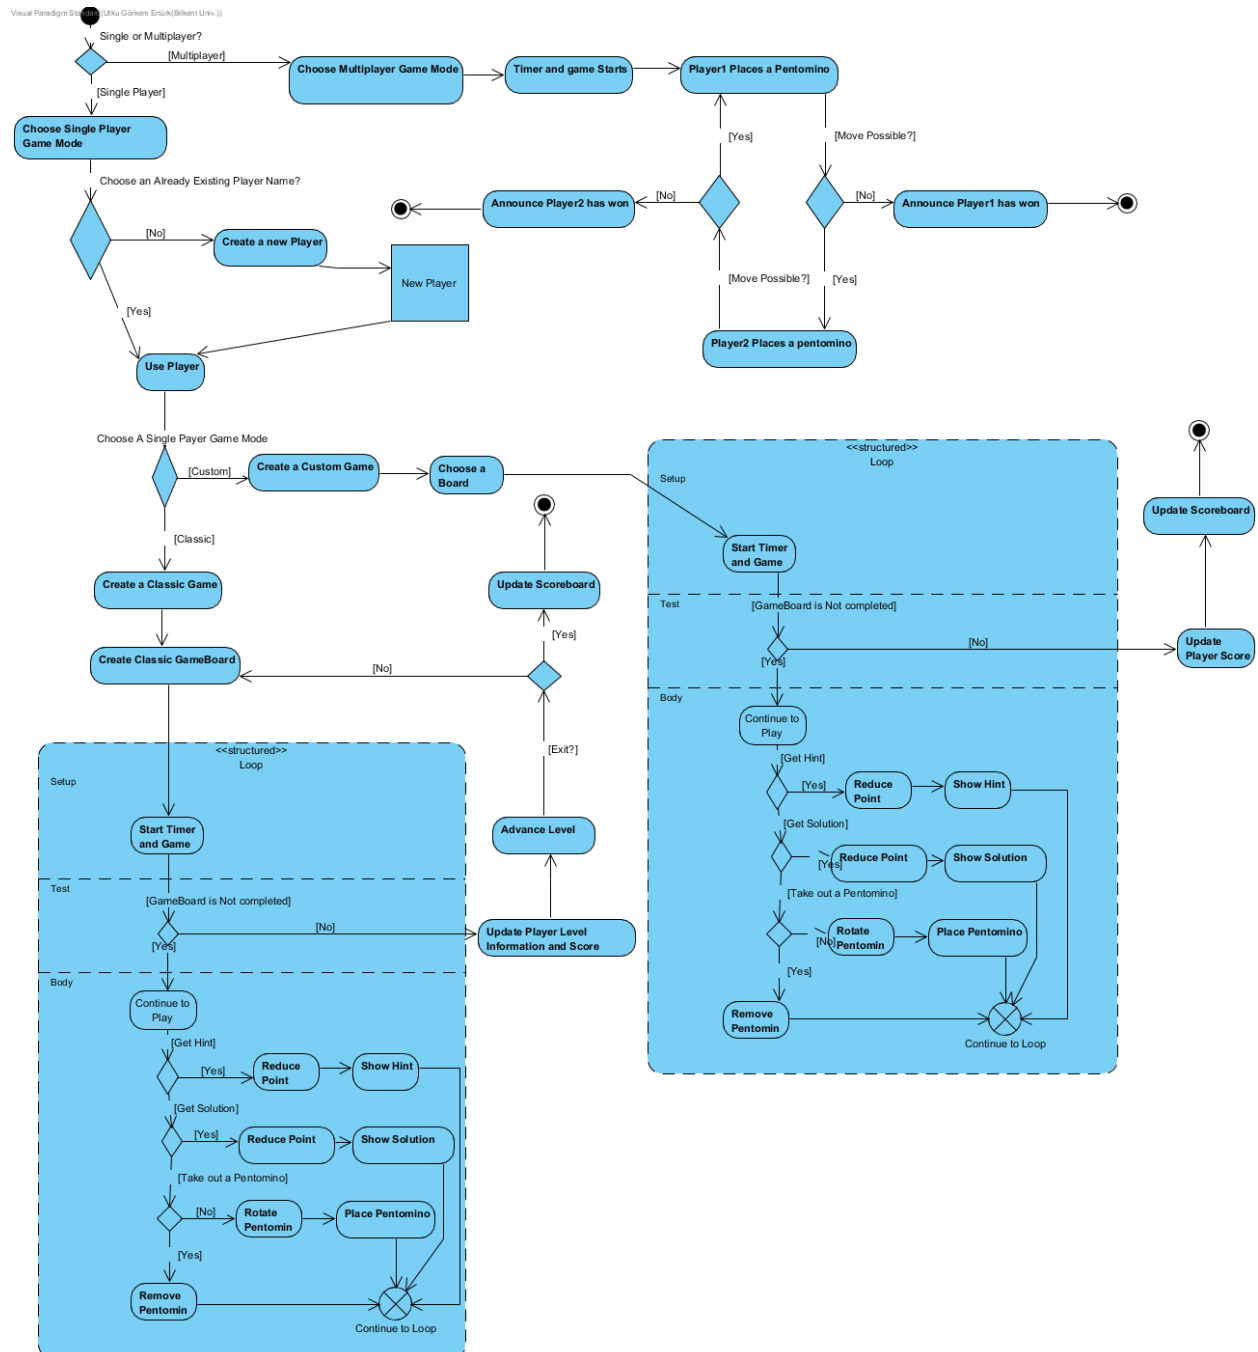 Visual Paradigm Standard(Ulku Görkem Ertürk(Bilkent Univ.))
Single or Multiplayer?
[Multiplayer]
Choose Multiplayer Game Mode
Timer and game Starts
Player1 Places a Pentomino
[Single Player]
Choose Single Player
Game Mode
[Yes]
[Move Possible?]
Choose an Already Existing Player Name?
[No]
Announce Player2 has won
[No]
Announce Player1 has won
[No]
Create a new Player
New Player
[Move Possible?]
[Yes]
[Yes]
Player2 Places a pentomino
Use Player
Choose A Single Payer Game Mode
[Custom]
Create a Custom Game
Choose a
Board
[Classic]
Create a Classic Game
Create Classic GameBoard
[No]
Update Scoreboard
[Yes]
[Exit?]
Advance Level
Update Player Level
Information and Score
<<structured>>
Loop
Setup
Start Timer
and Game
Test
[GameBoard is Not completed]
[No]
[Yes]
Body
Continue to
Play
[Get Hint]
[Yes]
Reduce
Point
Show Hint
[Get Solution]
[Yes]
Reduce Point
Show Solution
[Take out a Pentomino]
[No]
Rotate
Pentomin
Place Pentomino
[Yes]
Remove
Pentomin
Continue to Loop
<<structured>>
Loop
Setup
Start Timer
and Game
Test
[GameBoard is Not completed]
[No]
[Yes]
Update
Player Score
Update Scoreboard
Body
Continue to
Play
[Get Hint]
[Yes]
Reduce
Point
Show Hint
[Get Solution]
[Yes]
Reduce Point
Show Solution
[Take out a Pentomino]
[No]
Rotate
Pentomin
Place Pentomino
[Yes]
Remove
Pentomin
Continue to Loop